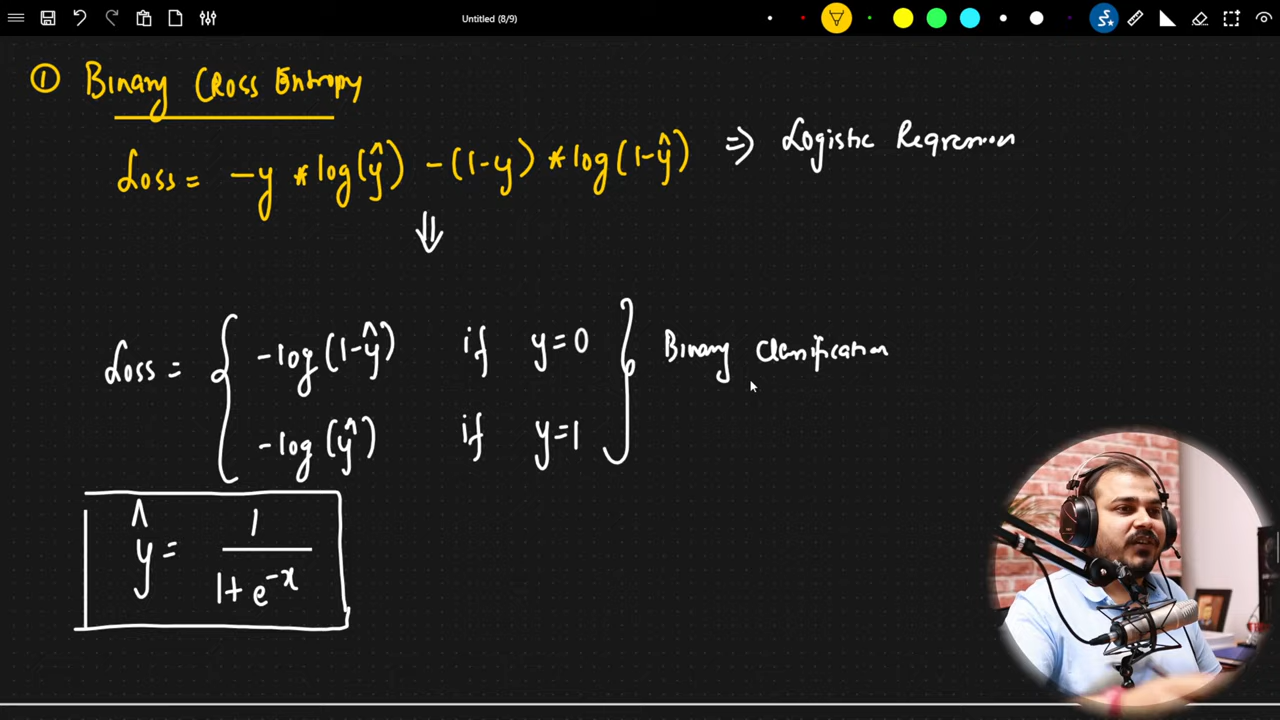 Untitled (8/9)
① Binary Cross Entropy
Loss = -y * log(ŷ) - (1-y) * log(1-ŷ) ⇒ Logistic Regression
⇓
Loss = { -log(1-ŷ) if y=0 } Binary Classification
-log(ŷ) if y=1
ŷ = 1
1+e^-x